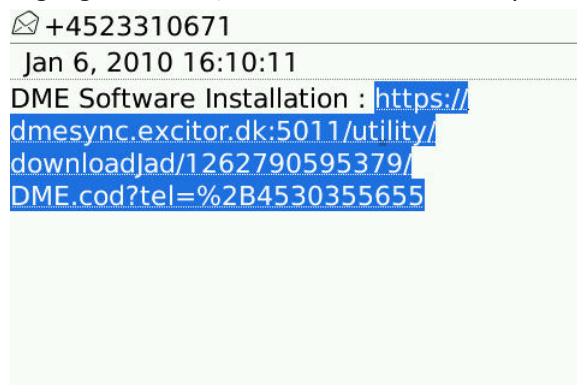 +4523310671
Jan 6, 2010 16:10:11
DME Software Installation : https://
dmesync.excitor.dk:5011/utility/
downloadJad/1262790595379/
DME.cod?tel=%2B4530355655